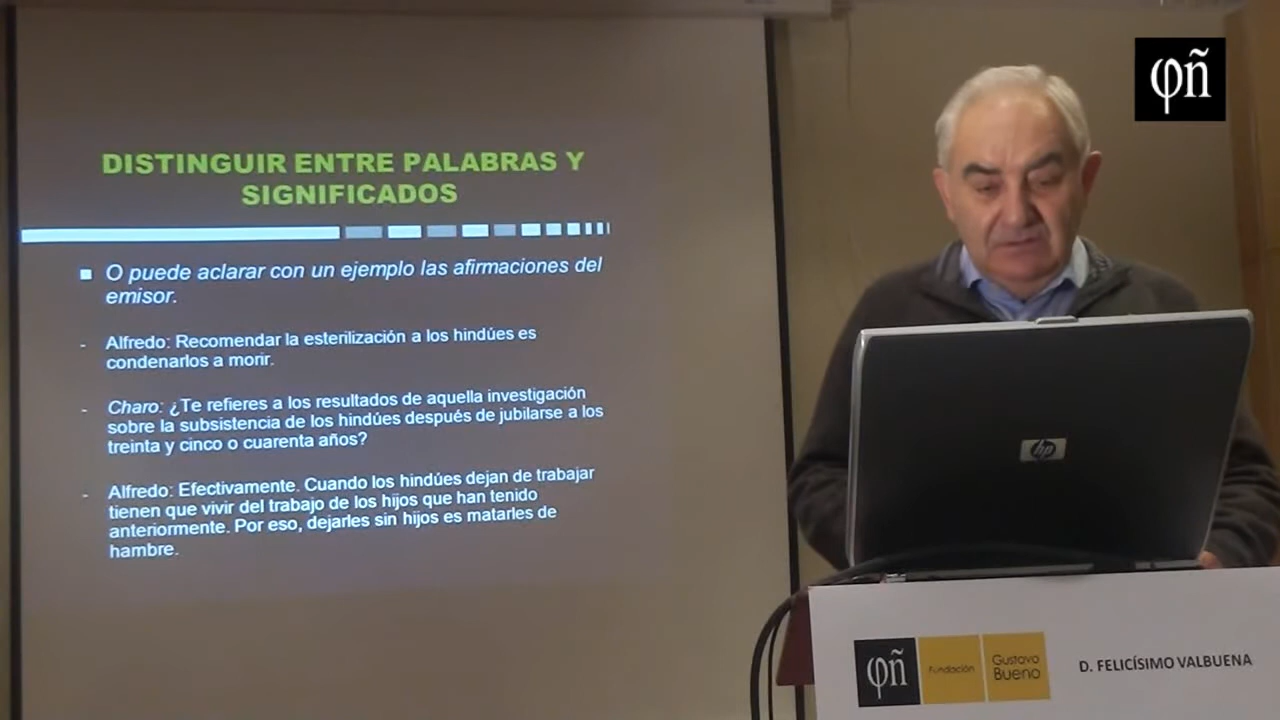 φñ
DISTINGUIR ENTRE PALABRAS Y
SIGNIFICADOS
O puede aclarar con un ejemplo las afirmaciones del
emisor.
- Alfredo: Recomendar la esterilización a los hindúes es
condenarlos a morir.
- Charo: ¿Te refieres a los resultados de aquella investigación
sobre la subsistencia de los hindúes después de jubilarse a los
treinta y cinco o cuarenta años?
- Alfredo: Efectivamente. Cuando los hindúes dejan de trabajar
tienen que vivir del trabajo de los hijos que han tenido
anteriormente. Por eso, dejarles sin hijos es matarles de
hambre.
hp
φñ
Fundación
Gustavo
Bueno
D. FELICÍSIMO VALBUENA